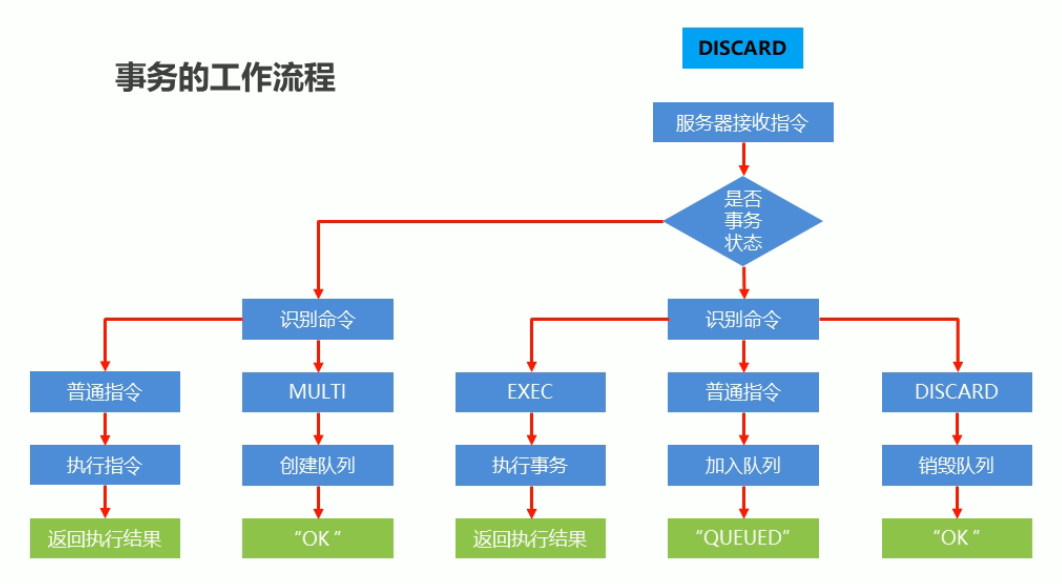 事务的工作流程
DISCARD
服务器接收指令
是否
事务
状态
识别命令
识别命令
普通指令
MULTI
EXEC
普通指令
DISCARD
执行指令
创建队列
执行事务
加入队列
销毁队列
返回执行结果
“OK”
返回执行结果
“QUEUED”
“OK”